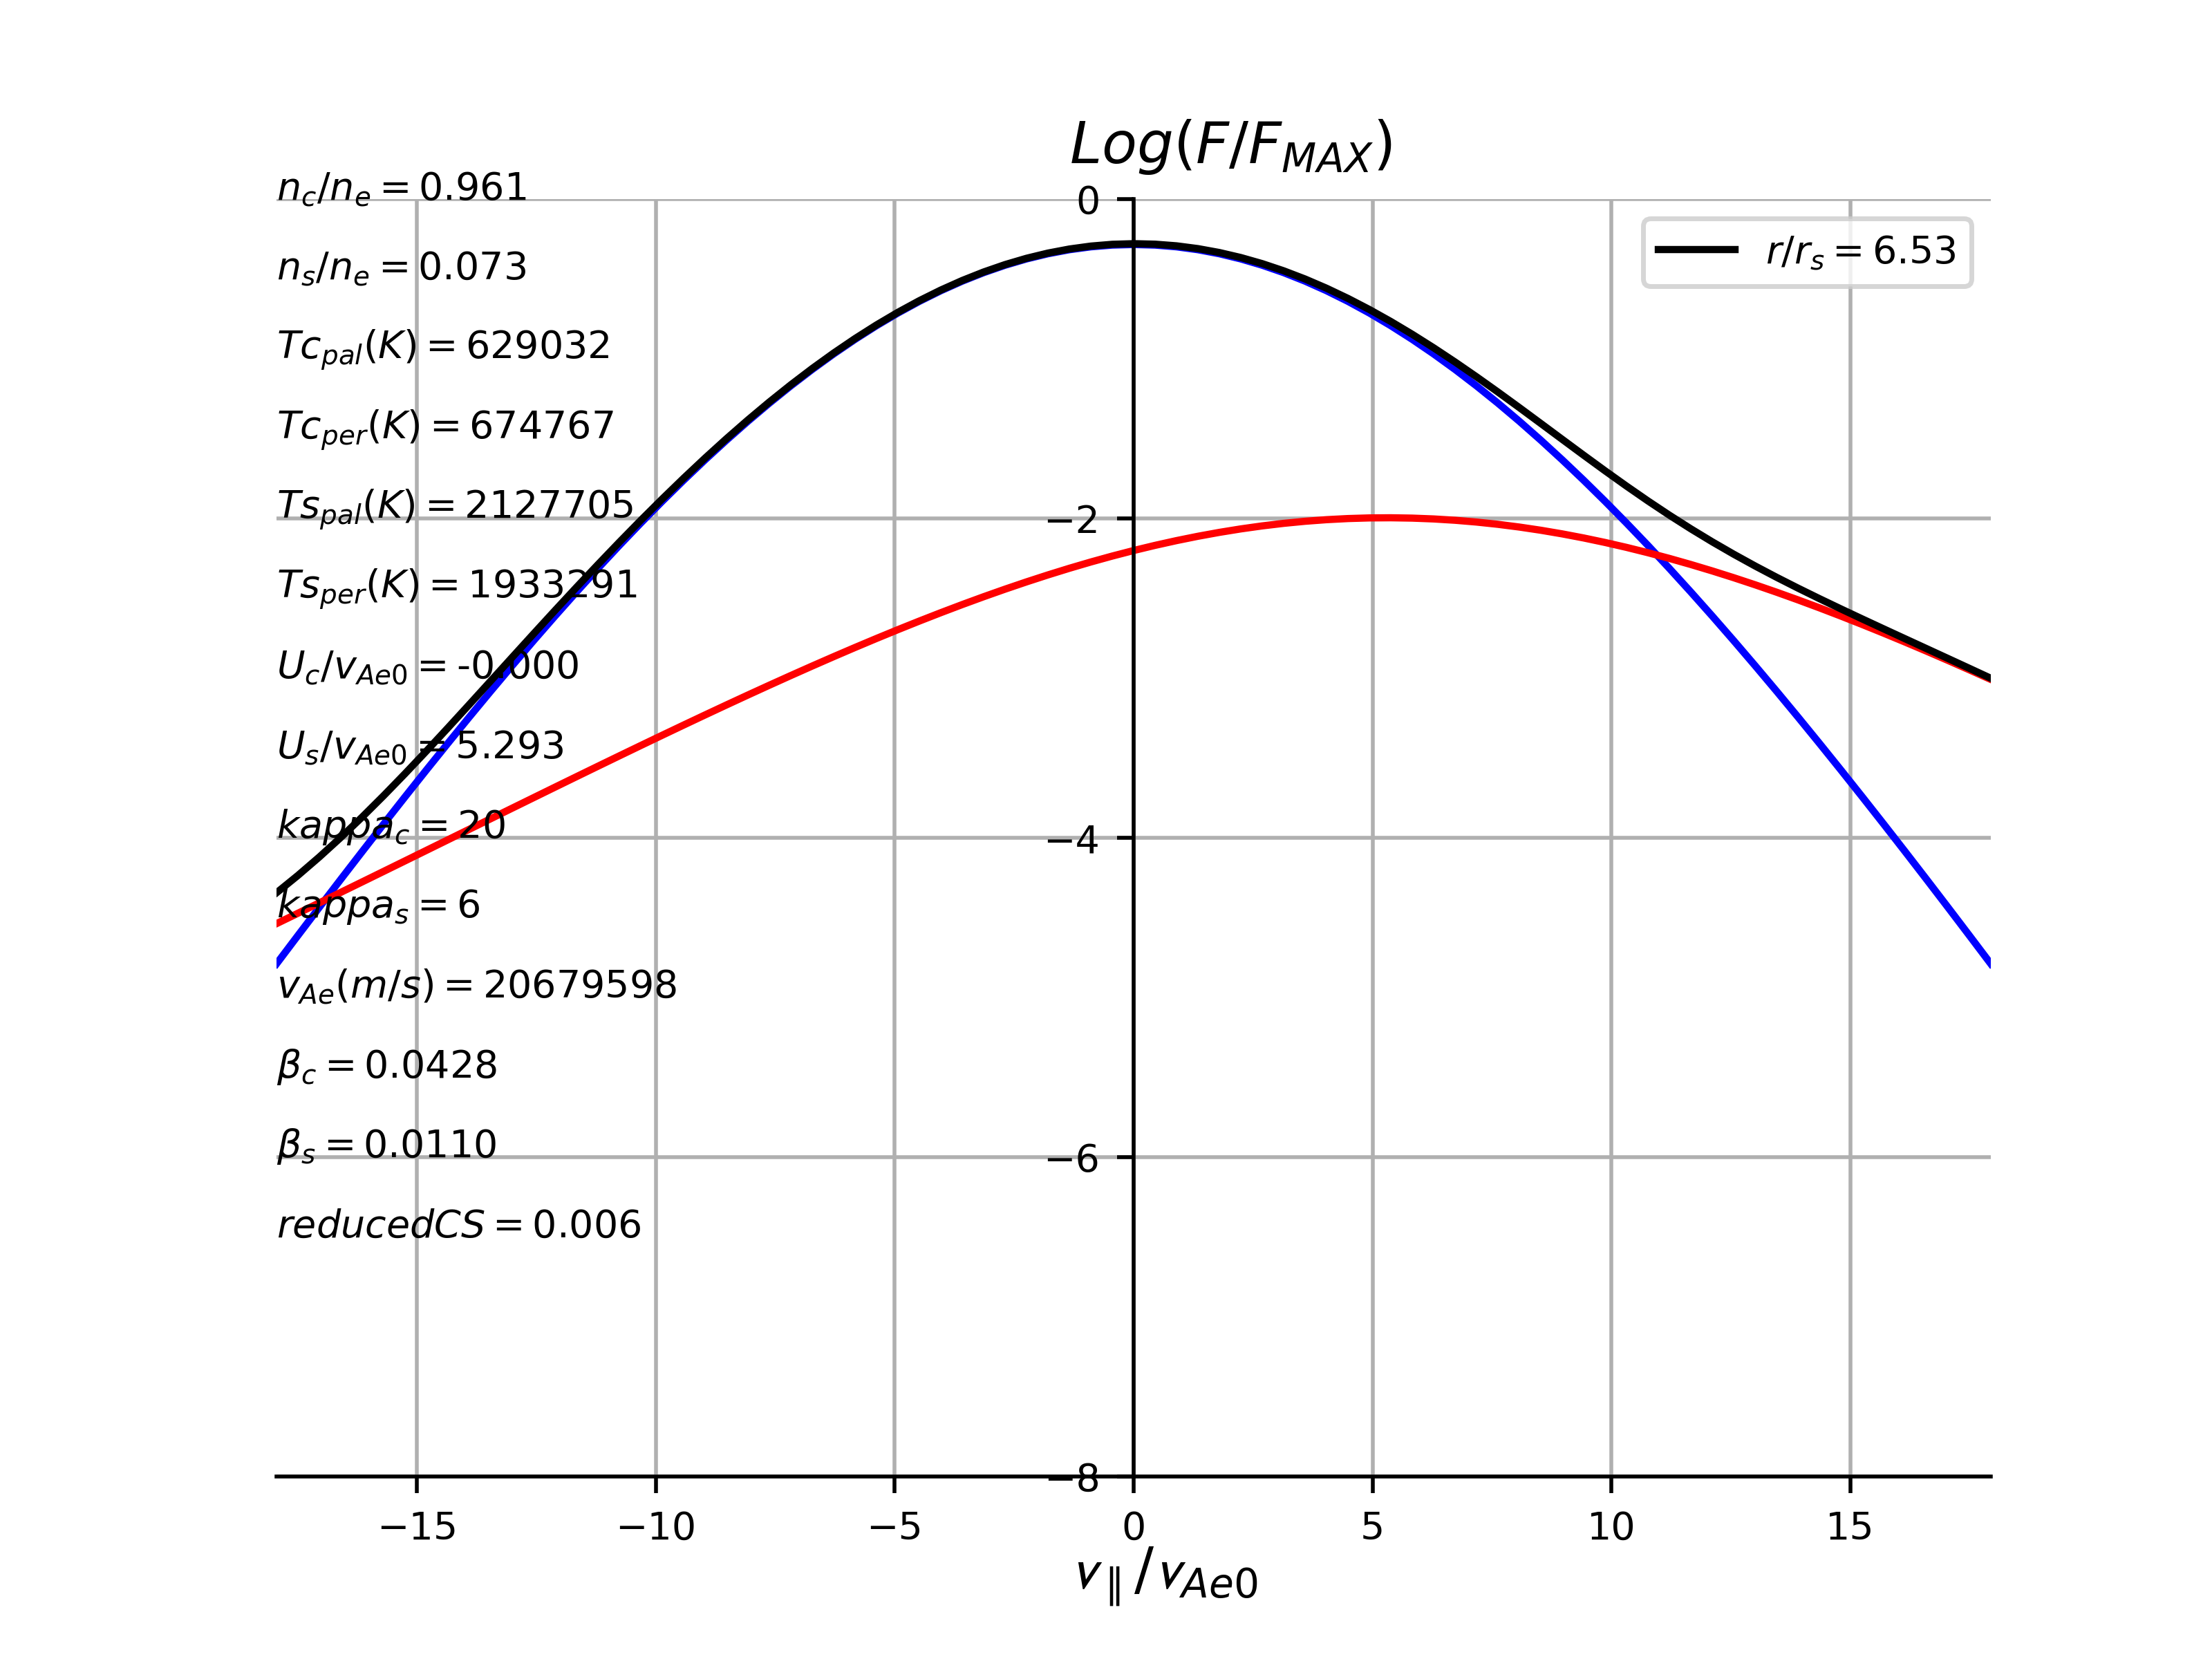 Log(F/F_MAX)
n_c/n_e = 0.961
n_s/n_e = 0.073
Tc_pal(K) = 629032
Tc_per(K) = 674767
Ts_pal(K) = 2127705
Ts_per(K) = 1933291
U_c/v_Ae0 = -0.000
U_s/v_Ae0 = 5.293
kappa_c = 20
kappa_s = 6
v_Ae(m/s) = 20679598
β_c = 0.0428
β_s = 0.0110
reducedCS = 0.006
r/r_s = 6.53
0
−2
−4
−6
−8
−15 −10 −5 0 5 10 15
v_∥/v_Ae0